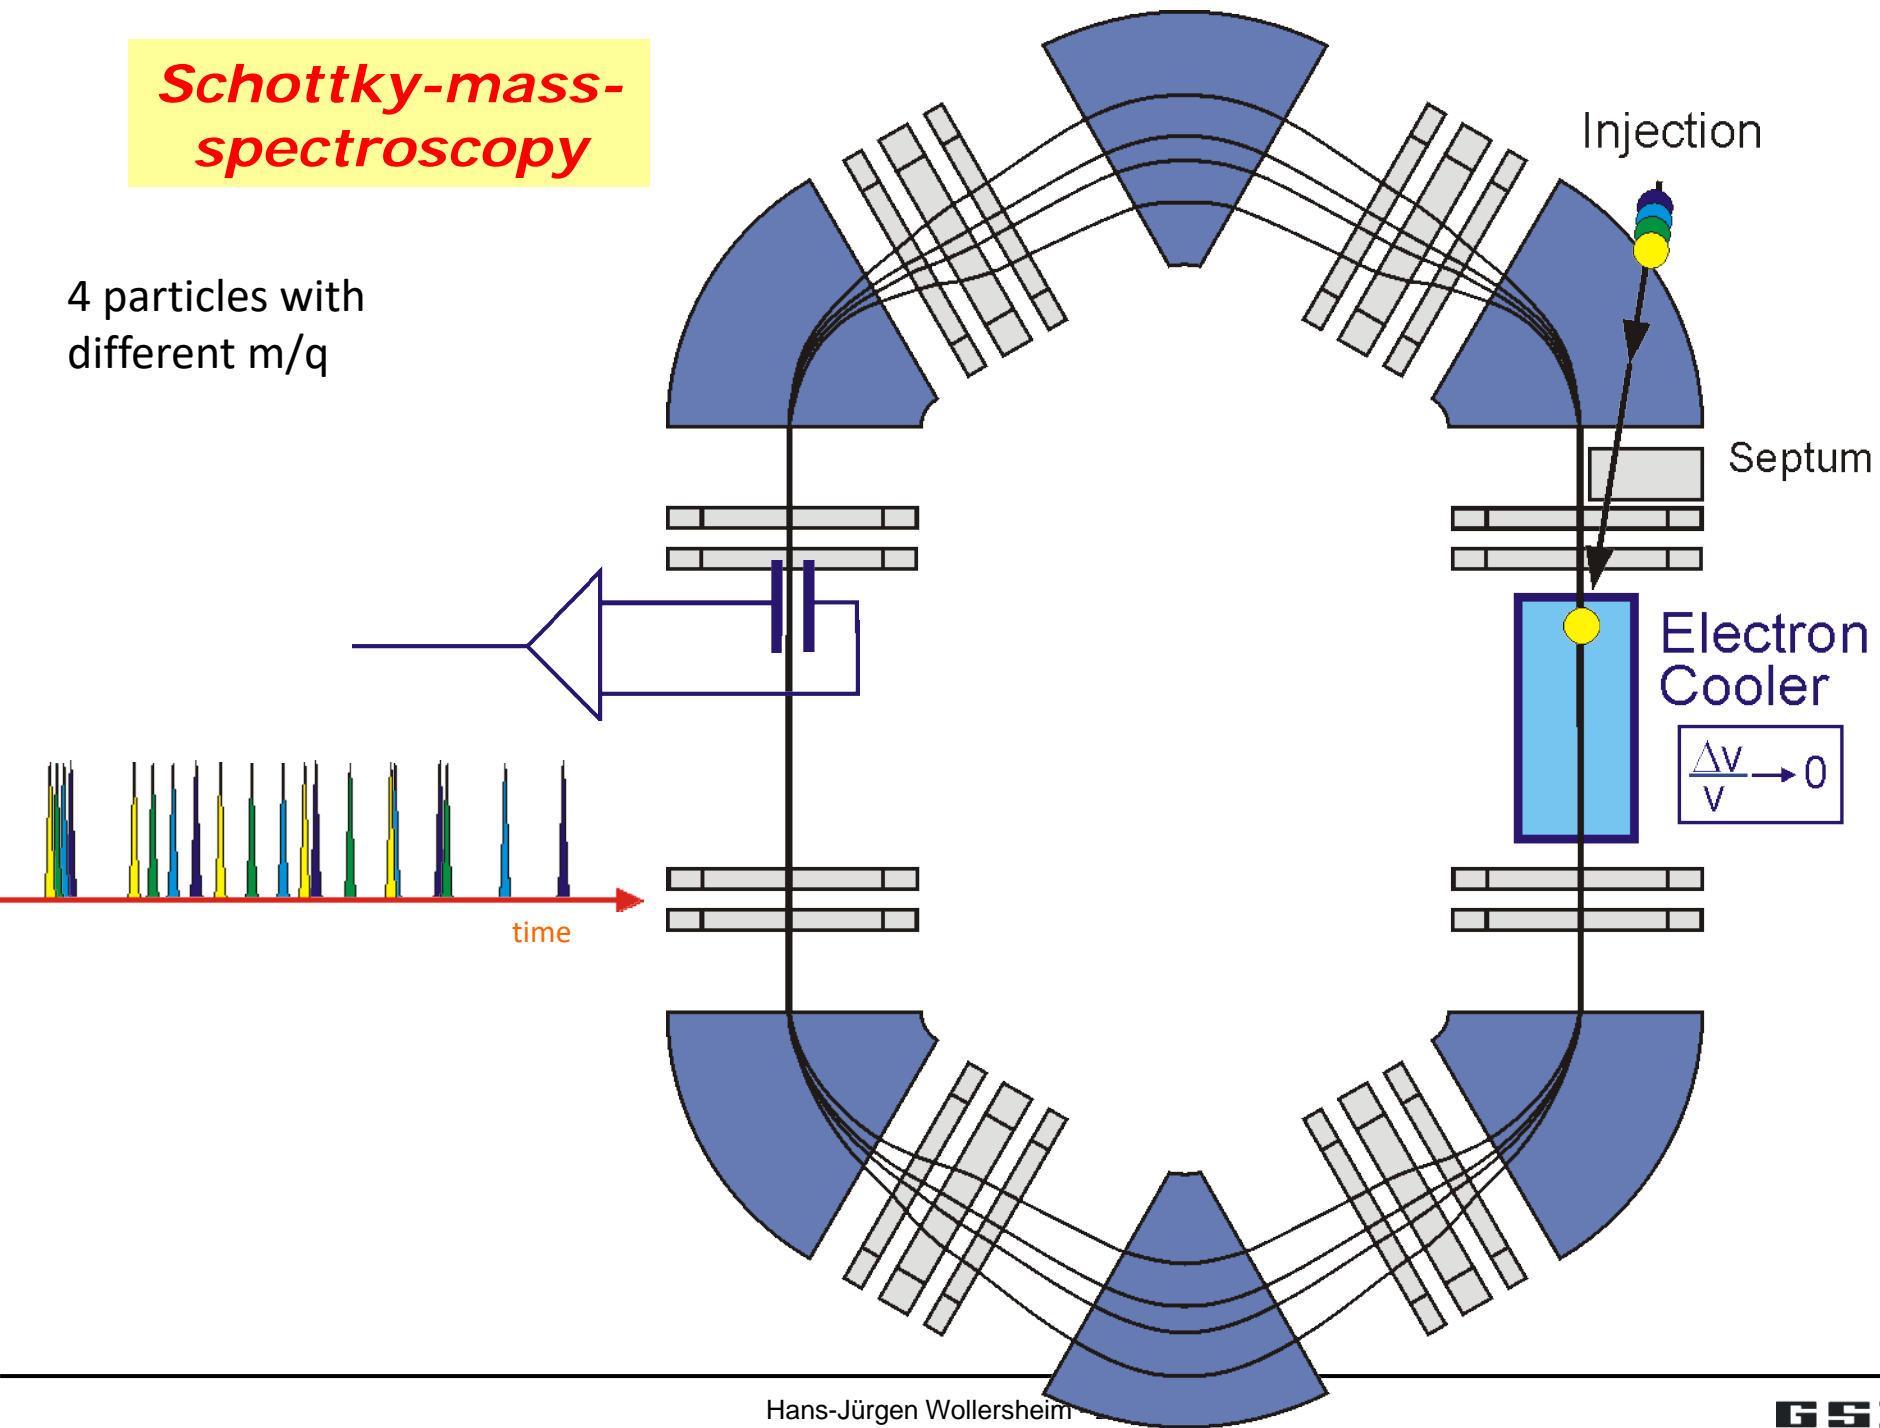 Schottky-mass-
spectroscopy
Injection
4 particles with
different m/q
Septum
Electron
Cooler
Δv
v
→ 0
time
Hans-Jürgen Wollersheim -